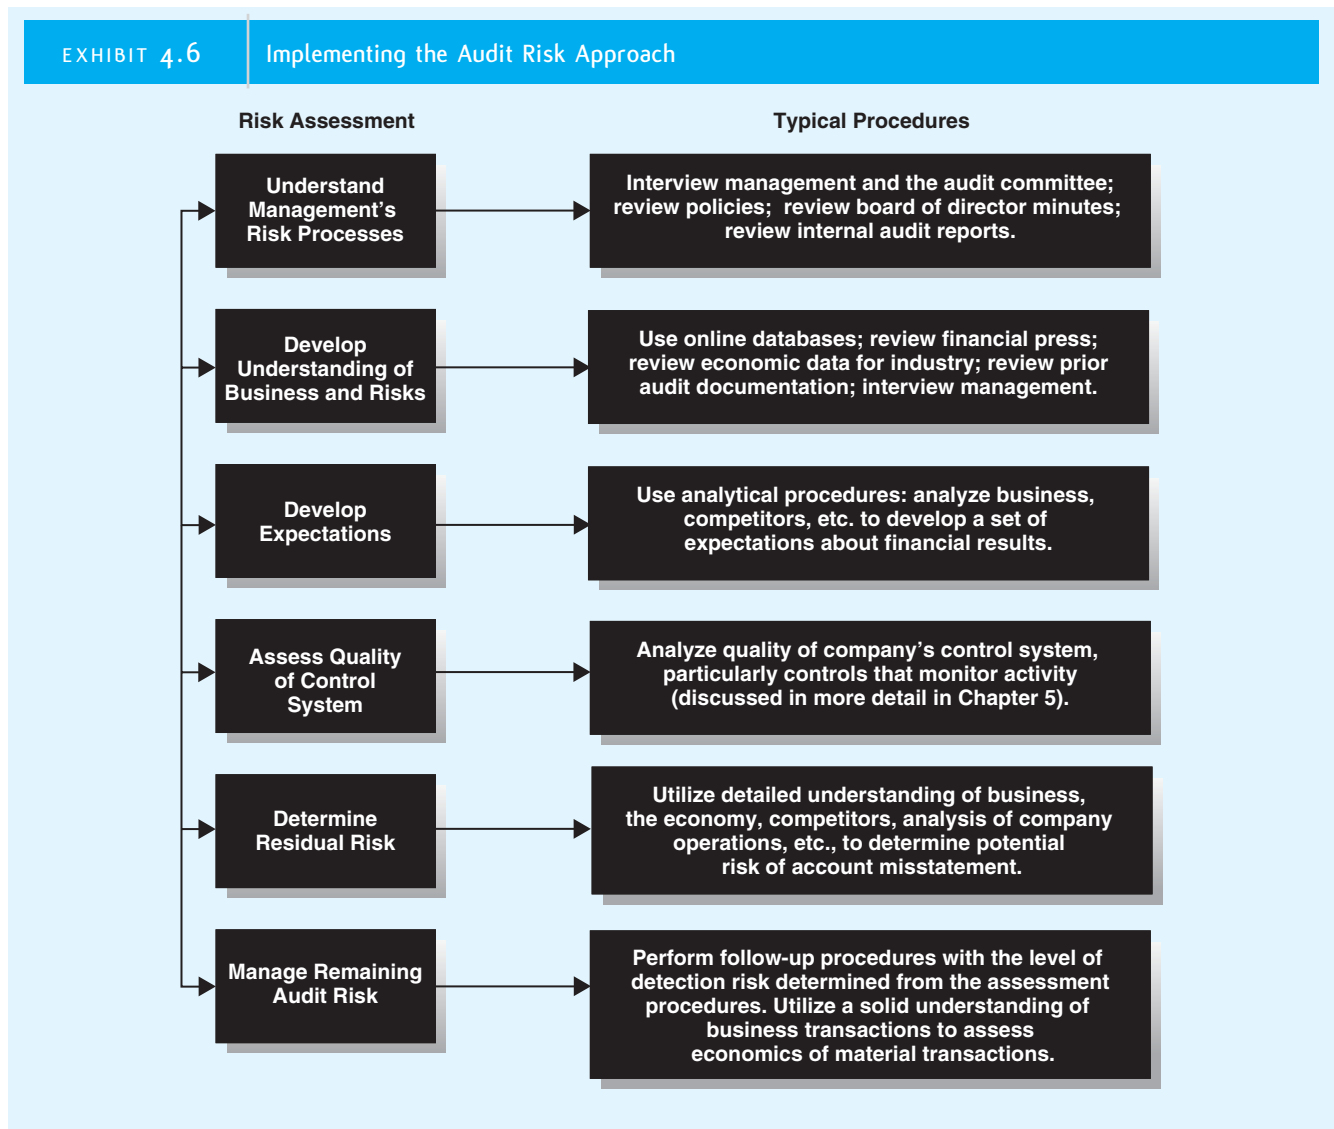 EXHIBIT 4.6
Implementing the Audit Risk Approach
Risk Assessment
Typical Procedures
Understand
Management’s
Risk Processes
Interview management and the audit committee;
review policies; review board of director minutes;
review internal audit reports.
Develop
Understanding of
Business and Risks
Use online databases; review financial press;
review economic data for industry; review prior
audit documentation; interview management.
Develop
Expectations
Use analytical procedures: analyze business,
competitors, etc. to develop a set of
expectations about financial results.
Assess Quality
of Control
System
Analyze quality of company’s control system,
particularly controls that monitor activity
(discussed in more detail in Chapter 5).
Determine
Residual Risk
Utilize detailed understanding of business,
the economy, competitors, analysis of company
operations, etc., to determine potential
risk of account misstatement.
Manage Remaining
Audit Risk
Perform follow-up procedures with the level of
detection risk determined from the assessment
procedures. Utilize a solid understanding of
business transactions to assess
economics of material transactions.